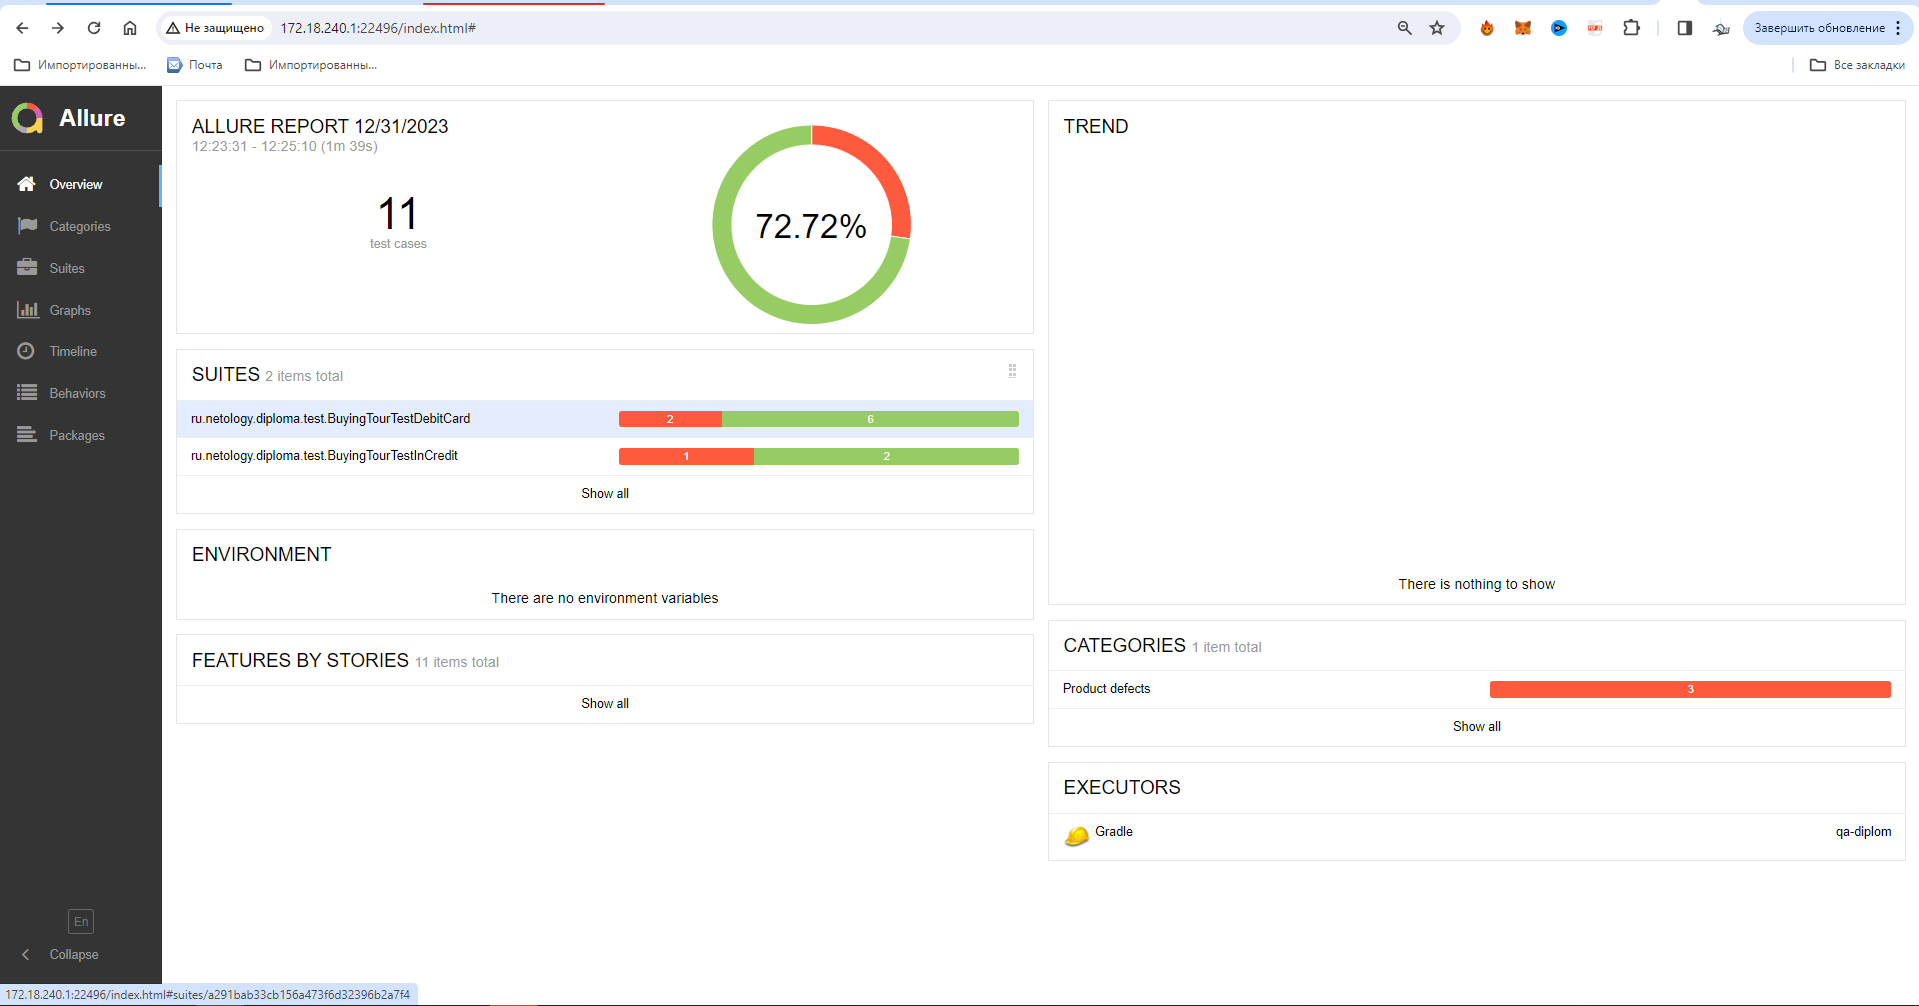 Не защищено
172.18.240.1:22496/index.html#
Завершить обновление
Импортированны...
Почта
Импортированны...
Все закладки
Allure
Overview
Categories
Suites
Graphs
Timeline
Behaviors
Packages
En
Collapse
ALLURE REPORT 12/31/2023
12:23:31 - 12:25:10 (1m 39s)
11
test cases
72.72%
SUITES 2 items total
ru.netology.diploma.test.BuyingTourTestDebitCard 2 6
ru.netology.diploma.test.BuyingTourTestInCredit 1 2
Show all
ENVIRONMENT
There are no environment variables
FEATURES BY STORIES 11 items total
Show all
TREND
There is nothing to show
CATEGORIES 1 item total
Product defects 3
Show all
EXECUTORS
Gradle qa-diplom
172.18.240.1:22496/index.html#suites/a291bab33cb156a473f6d32396b2a7f4